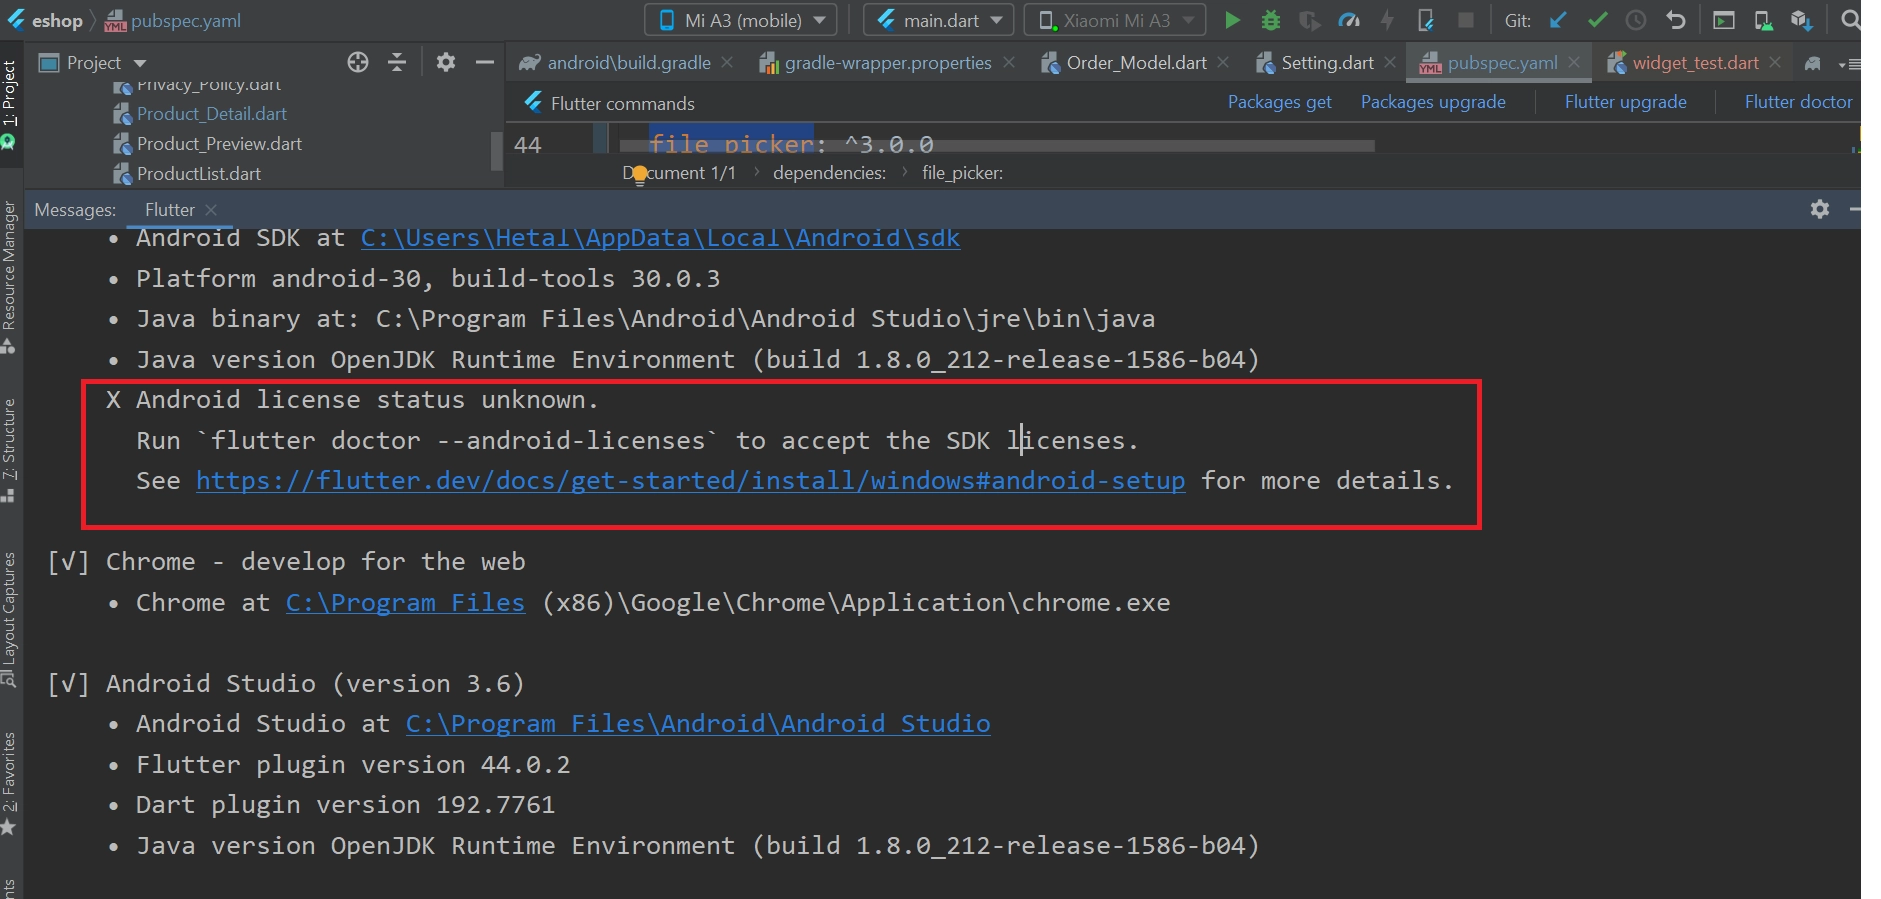 eshop
pubspec.yaml
Mi A3 (mobile)
main.dart
Xiaomi Mi A3
Git:
1: Project
Resource Manager
7: Structure
Layout Captures
2: Favorites
Project
android\build.gradle
gradle-wrapper.properties
Order_Model.dart
Setting.dart
pubspec.yaml
widget_test.dart
Privacy_Policy.dart
Product_Detail.dart
Product_Preview.dart
ProductList.dart
Flutter commands
Packages get
Packages upgrade
Flutter upgrade
Flutter doctor
44 file_picker: ^3.0.0
Document 1/1 › dependencies: › file_picker:
Messages:
Flutter
• Android SDK at C:\Users\Hetal\AppData\Local\Android\sdk
• Platform android-30, build-tools 30.0.3
• Java binary at: C:\Program Files\Android\Android Studio\jre\bin\java
• Java version OpenJDK Runtime Environment (build 1.8.0_212-release-1586-b04)
X Android license status unknown.
Run `flutter doctor --android-licenses` to accept the SDK licenses.
See https://flutter.dev/docs/get-started/install/windows#android-setup for more details.
[√] Chrome - develop for the web
• Chrome at C:\Program Files (x86)\Google\Chrome\Application\chrome.exe
[√] Android Studio (version 3.6)
• Android Studio at C:\Program Files\Android\Android Studio
• Flutter plugin version 44.0.2
• Dart plugin version 192.7761
• Java version OpenJDK Runtime Environment (build 1.8.0_212-release-1586-b04)